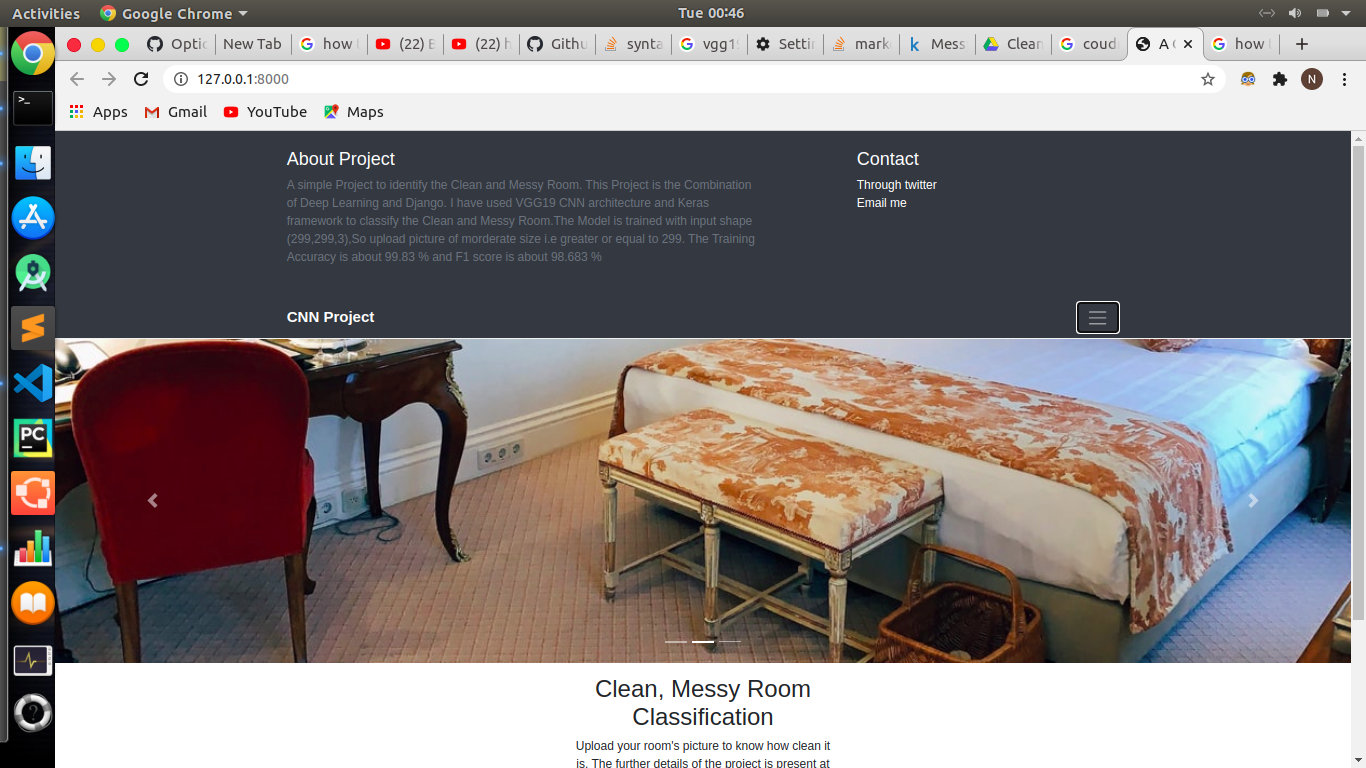 Activities
Google Chrome
Tue 00:46
Optic
New Tab
how
(22) E
(22) h
Githu
synta
vgg1
Settin
mark
Mess
Clean
coud
A C
how
127.0.0.1:8000
N
Apps
Gmail
YouTube
Maps
About Project
A simple Project to identify the Clean and Messy Room. This Project is the Combination
of Deep Learning and Django. I have used VGG19 CNN architecture and Keras
framework to classify the Clean and Messy Room.The Model is trained with input shape
(299,299,3),So upload picture of morderate size i.e greater or equal to 299. The Training
Accuracy is about 99.83 % and F1 score is about 98.683 %
Contact
Through twitter
Email me
CNN Project
Clean, Messy Room
Classification
Upload your room's picture to know how clean it
is. The further details of the project is present at
>_
PC